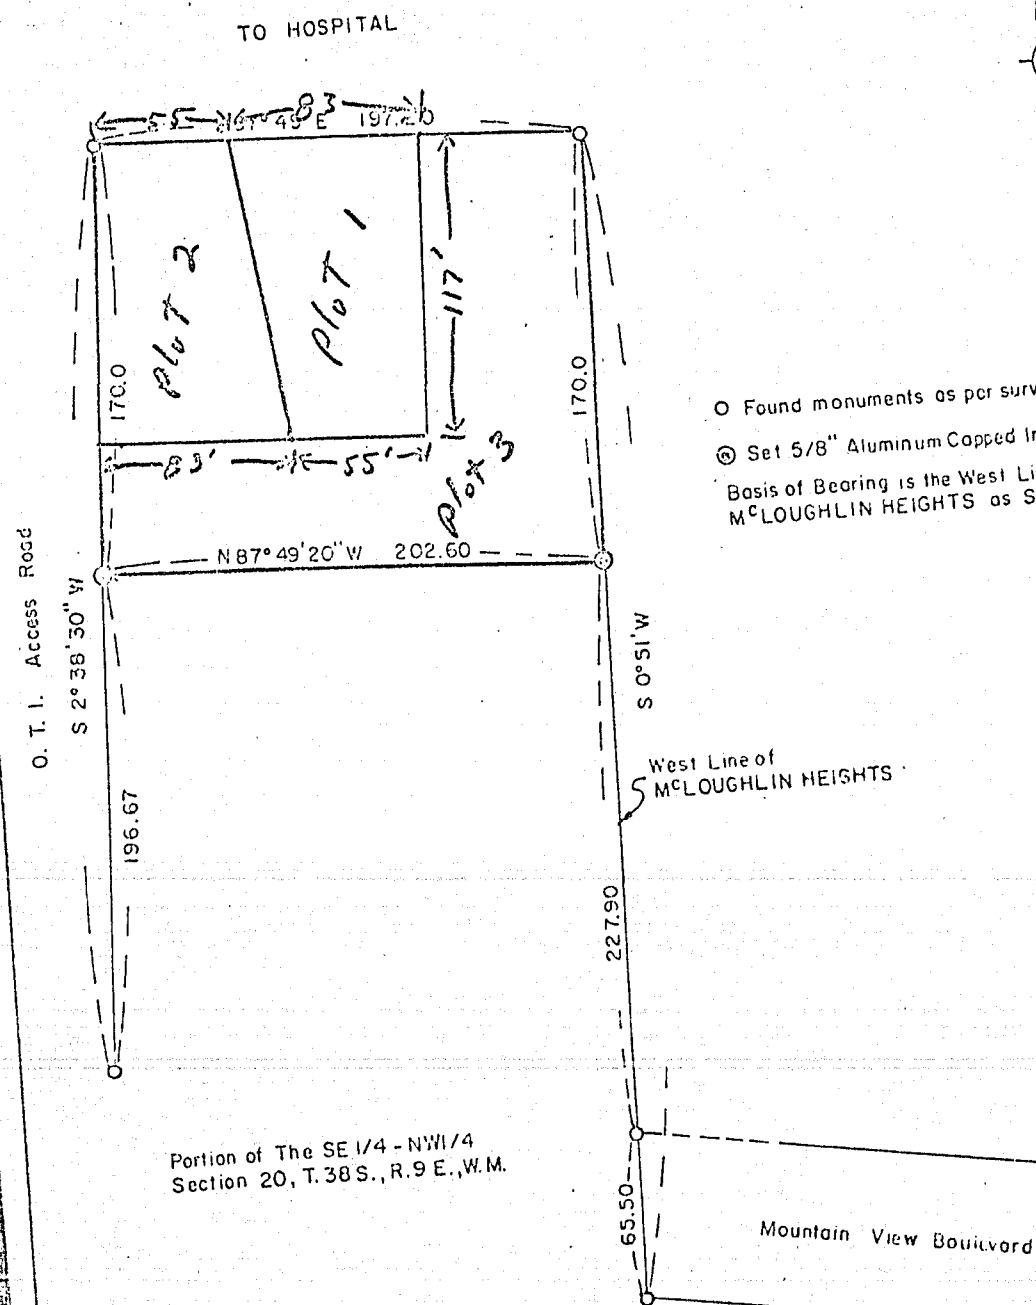 TO HOSPITAL
55
83
49' E 197.20
Plot 2
Plot 1
117'
170.0
170.0
83'
55'
Plot 3
N 87° 49' 20" W 202.60
O Found monuments as per surv
Set 5/8" Aluminum Capped Ir
Basis of Bearing is the West Li
McLOUGHLIN HEIGHTS as S
O. T. I. Access Road
S 2° 38' 30" W
S 0° 51' W
West Line of
McLOUGHLIN HEIGHTS
196.67
227.90
Portion of The SE 1/4 - NW 1/4
Section 20, T. 38 S., R. 9 E., W. M.
65.50
Mountain View Boulevard